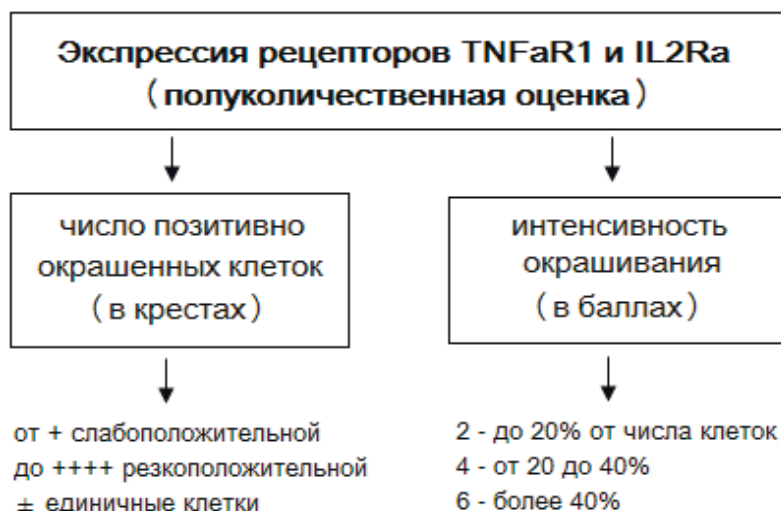 Экспрессия рецепторов TNFaR1 и IL2Ra
(полуколичественная оценка)
число позитивно
окрашенных клеток
(в крестах)
от + слабоположительной
до ++++ резкоположительной
± единичные клетки
интенсивность
окрашивания
(в баллах)
2 - до 20% от числа клеток
4 - от 20 до 40%
6 - более 40%